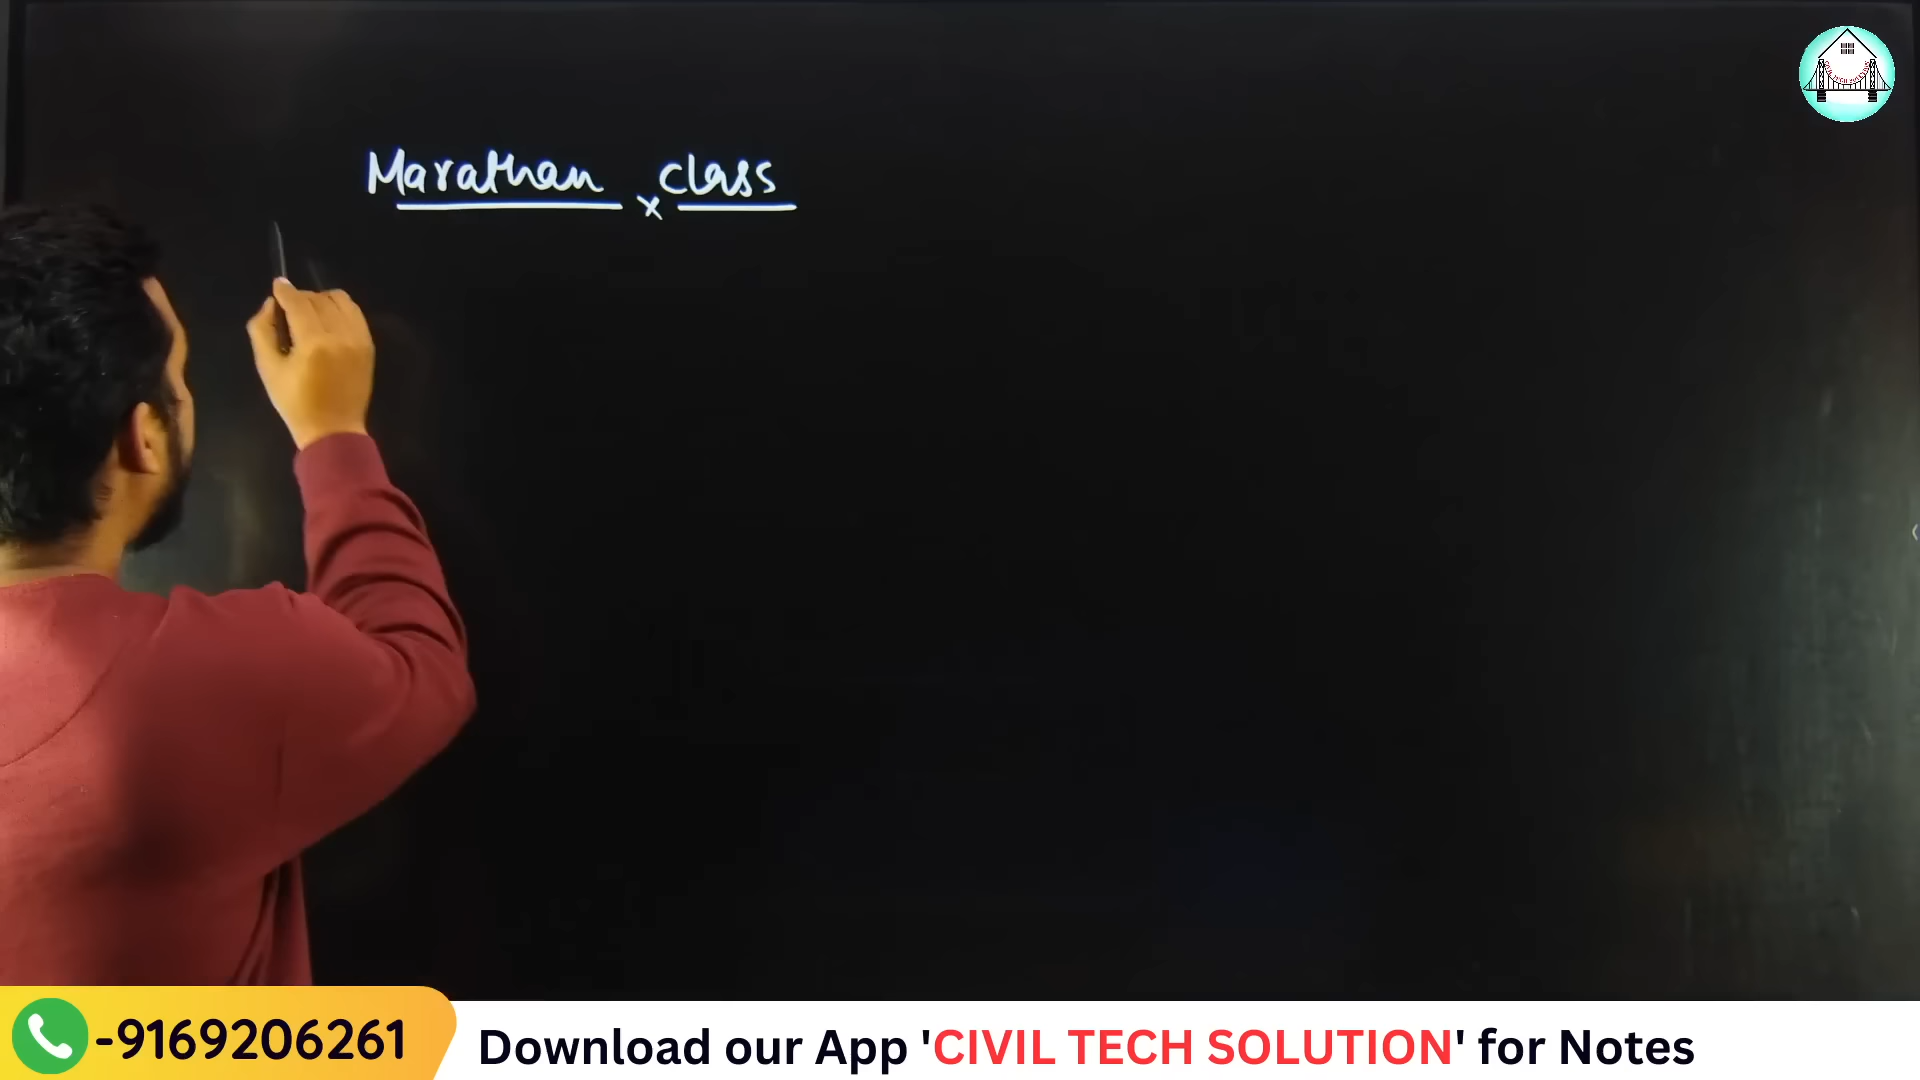 Marathan class
x
-9169206261
Download our App 'CIVIL TECH SOLUTION' for Notes